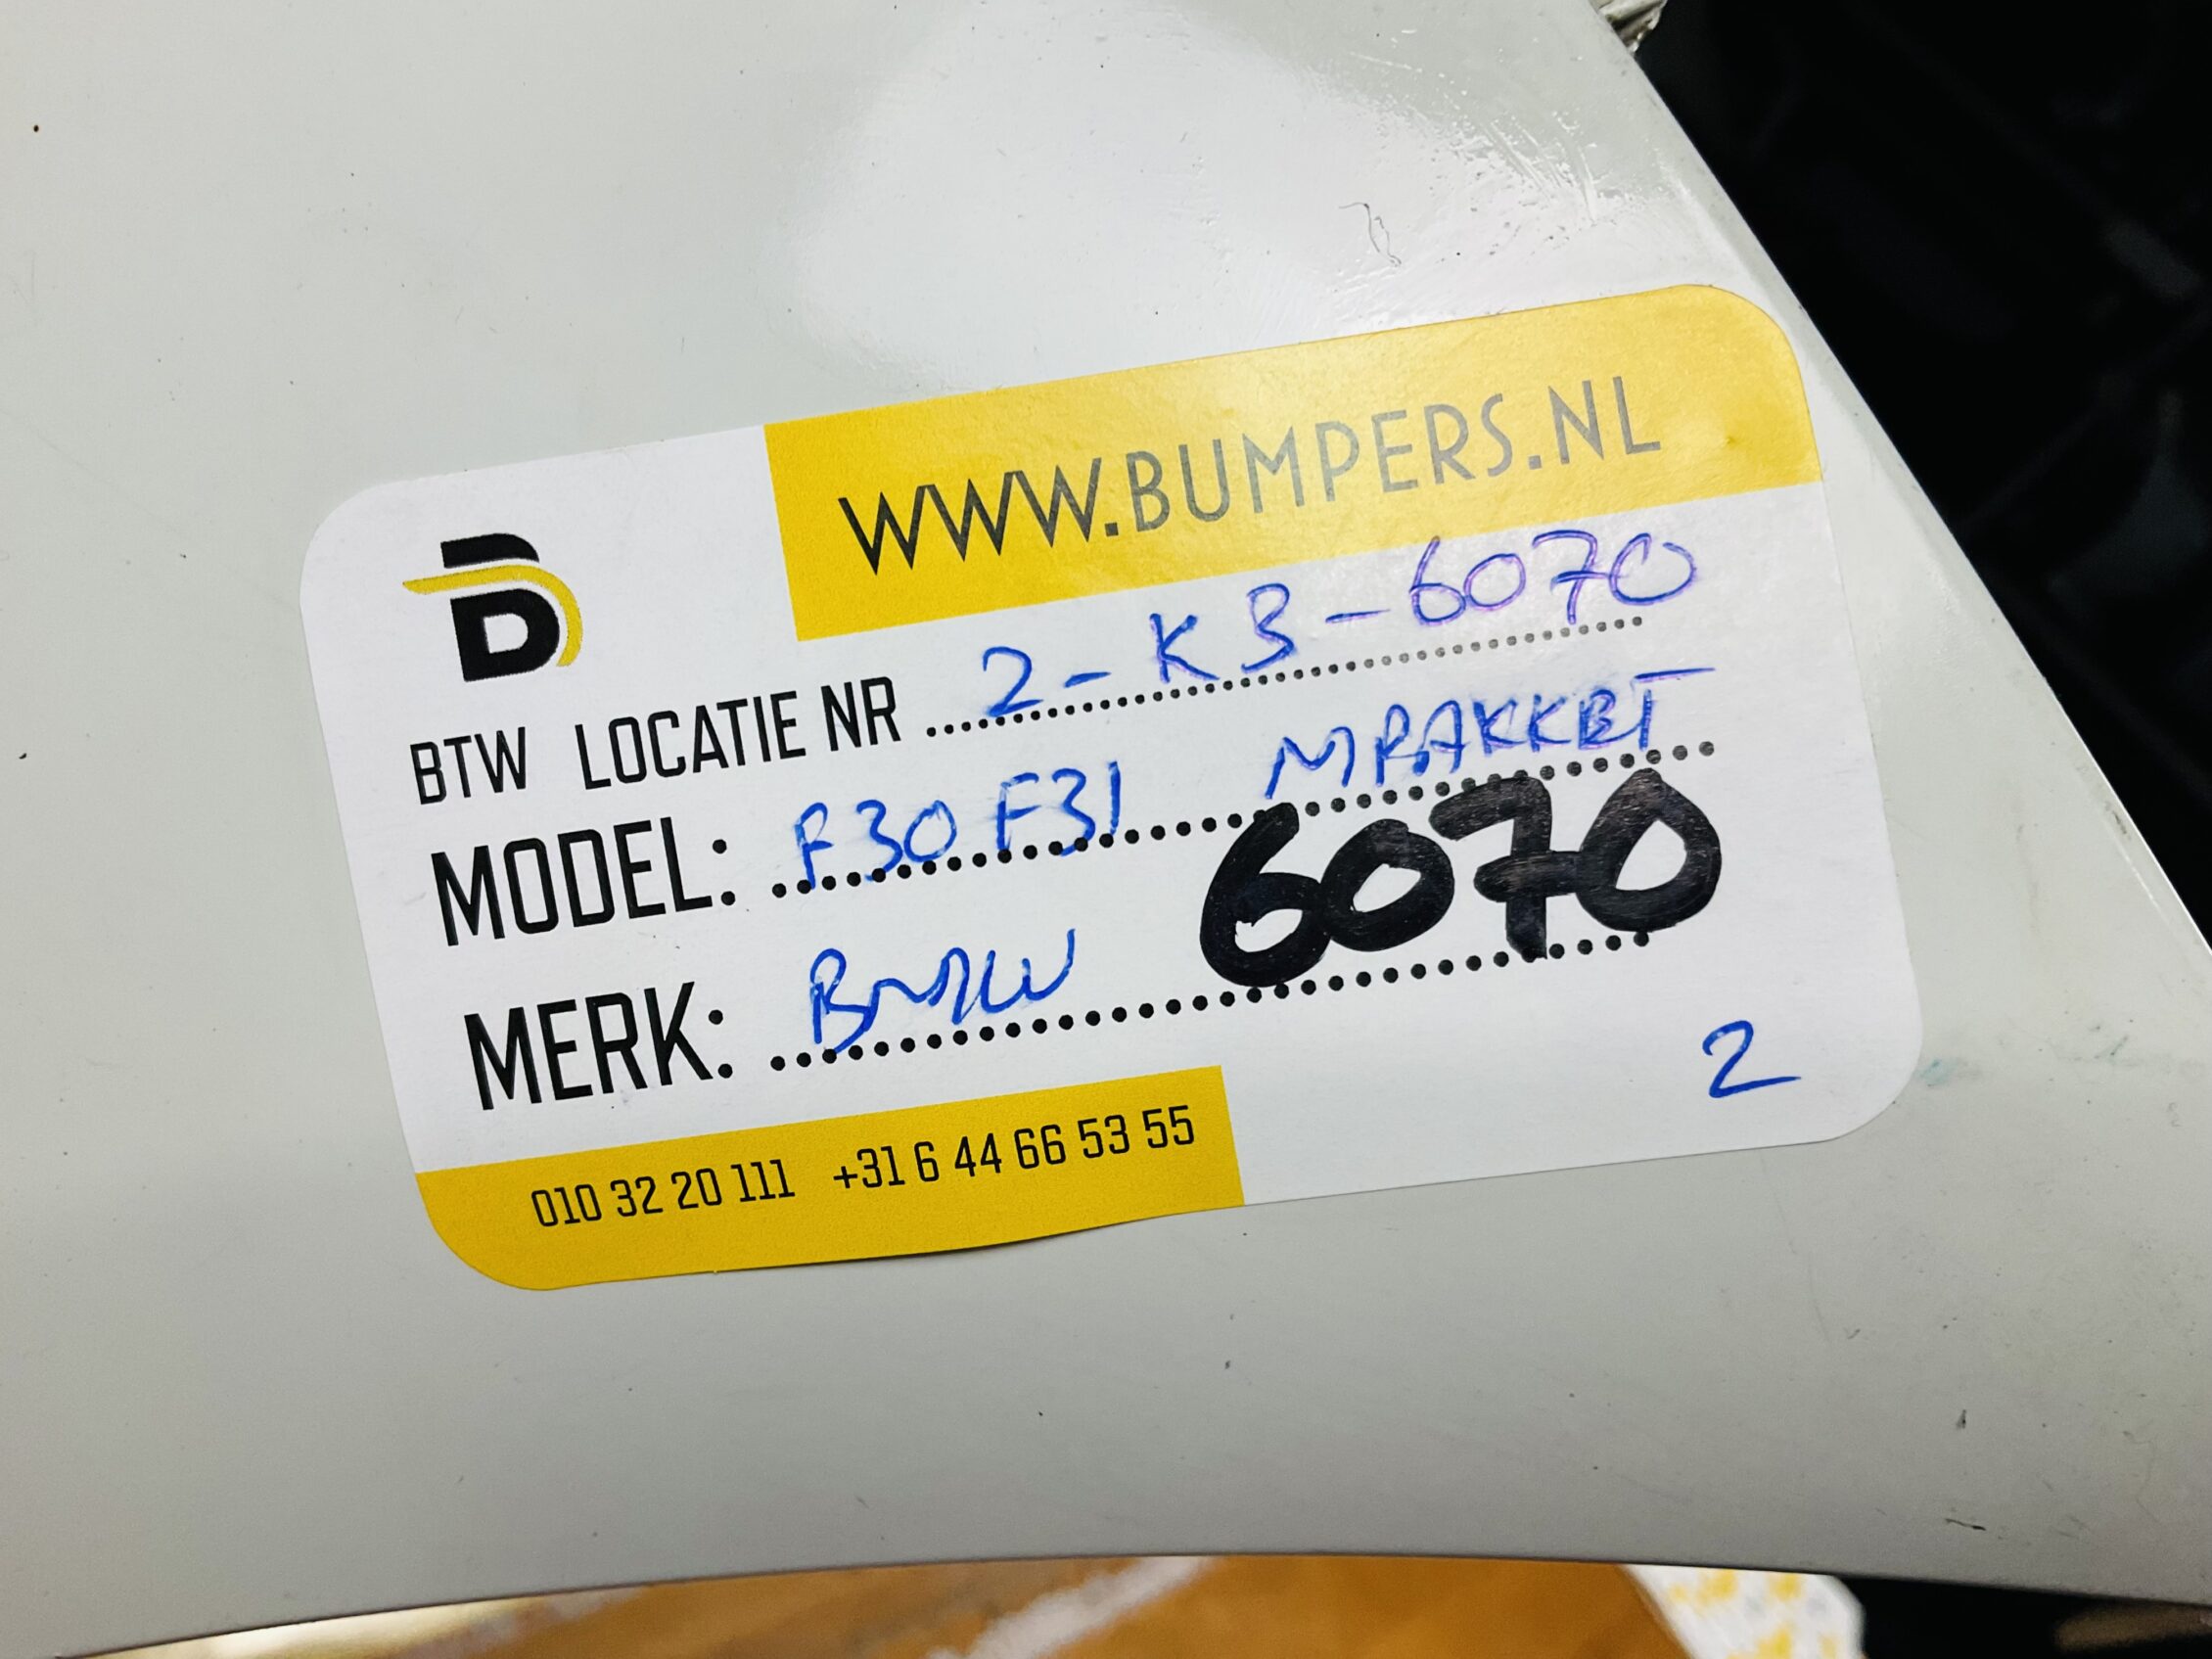 WWW.BUMPERS.NL
BTW LOCATIE NR 2-K3-6070
MODEL: F30 F31 MPAKKET
MERK: BMW 6070
2
010 32 20 111 +31 6 44 66 53 55